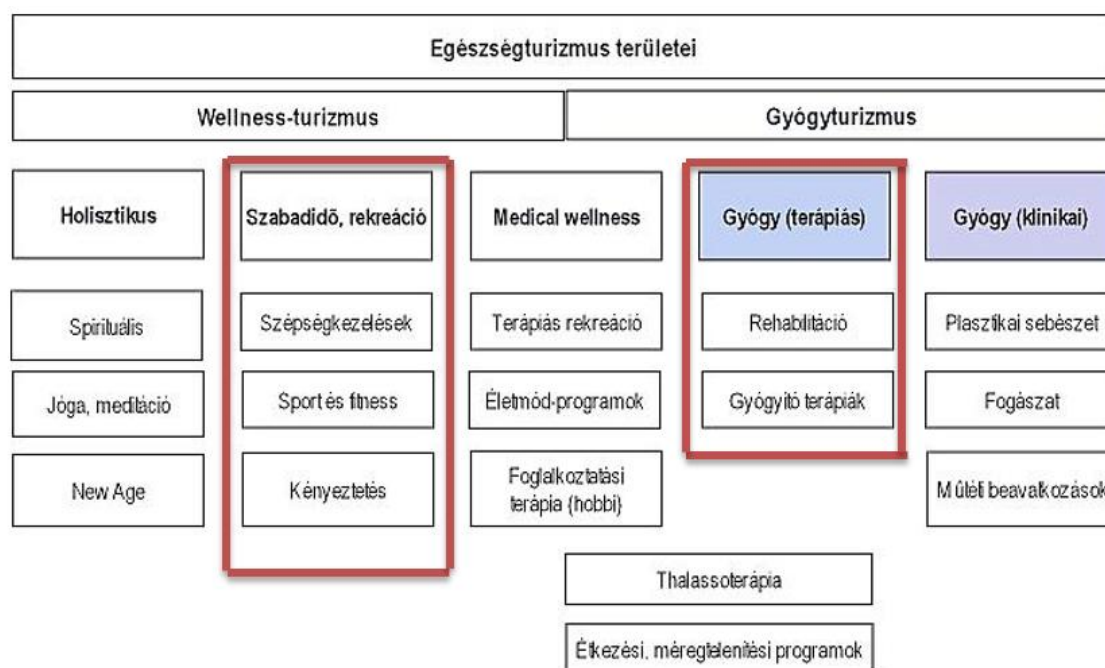 Egészségturizmus területei
Wellness-turizmus
Gyógyturizmus
Holisztikus
Szabadidő, rekreáció
Medical wellness
Gyógy (terápiás)
Gyógy (klinikai)
Spirituális
Szépségkezelések
Terápiás rekreáció
Rehabilitáció
Plasztikai sebészet
Jóga, meditáció
Sport és fitness
Életmód-programok
Gyógyító terápiák
Fogászat
New Age
Kényeztetés
Foglalkoztatási
terápia (hobbi)
Műtéti beavatkozások
Thalassoterápia
Étkezési, méregtelenítési programok